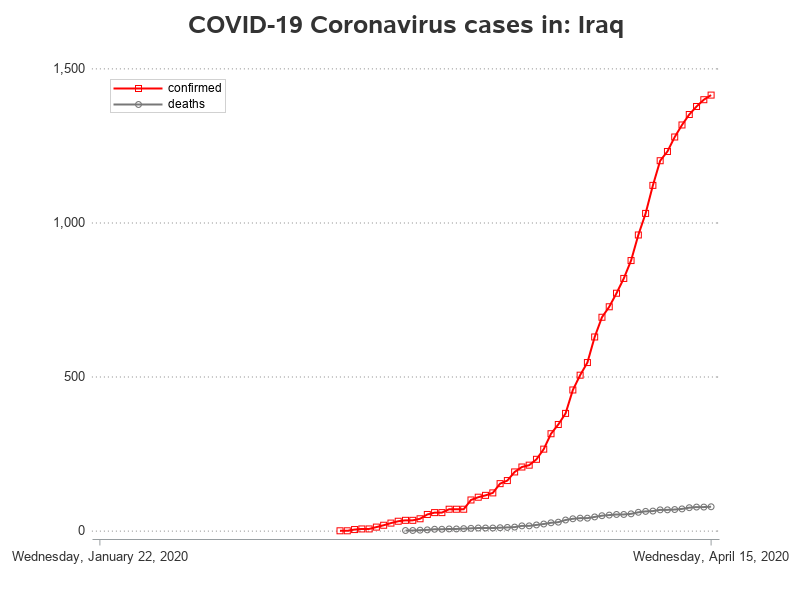 COVID-19 Coronavirus cases in: Iraq
1,500
confirmed
deaths
1,000
500
0
Wednesday, January 22, 2020 Wednesday, April 15, 2020